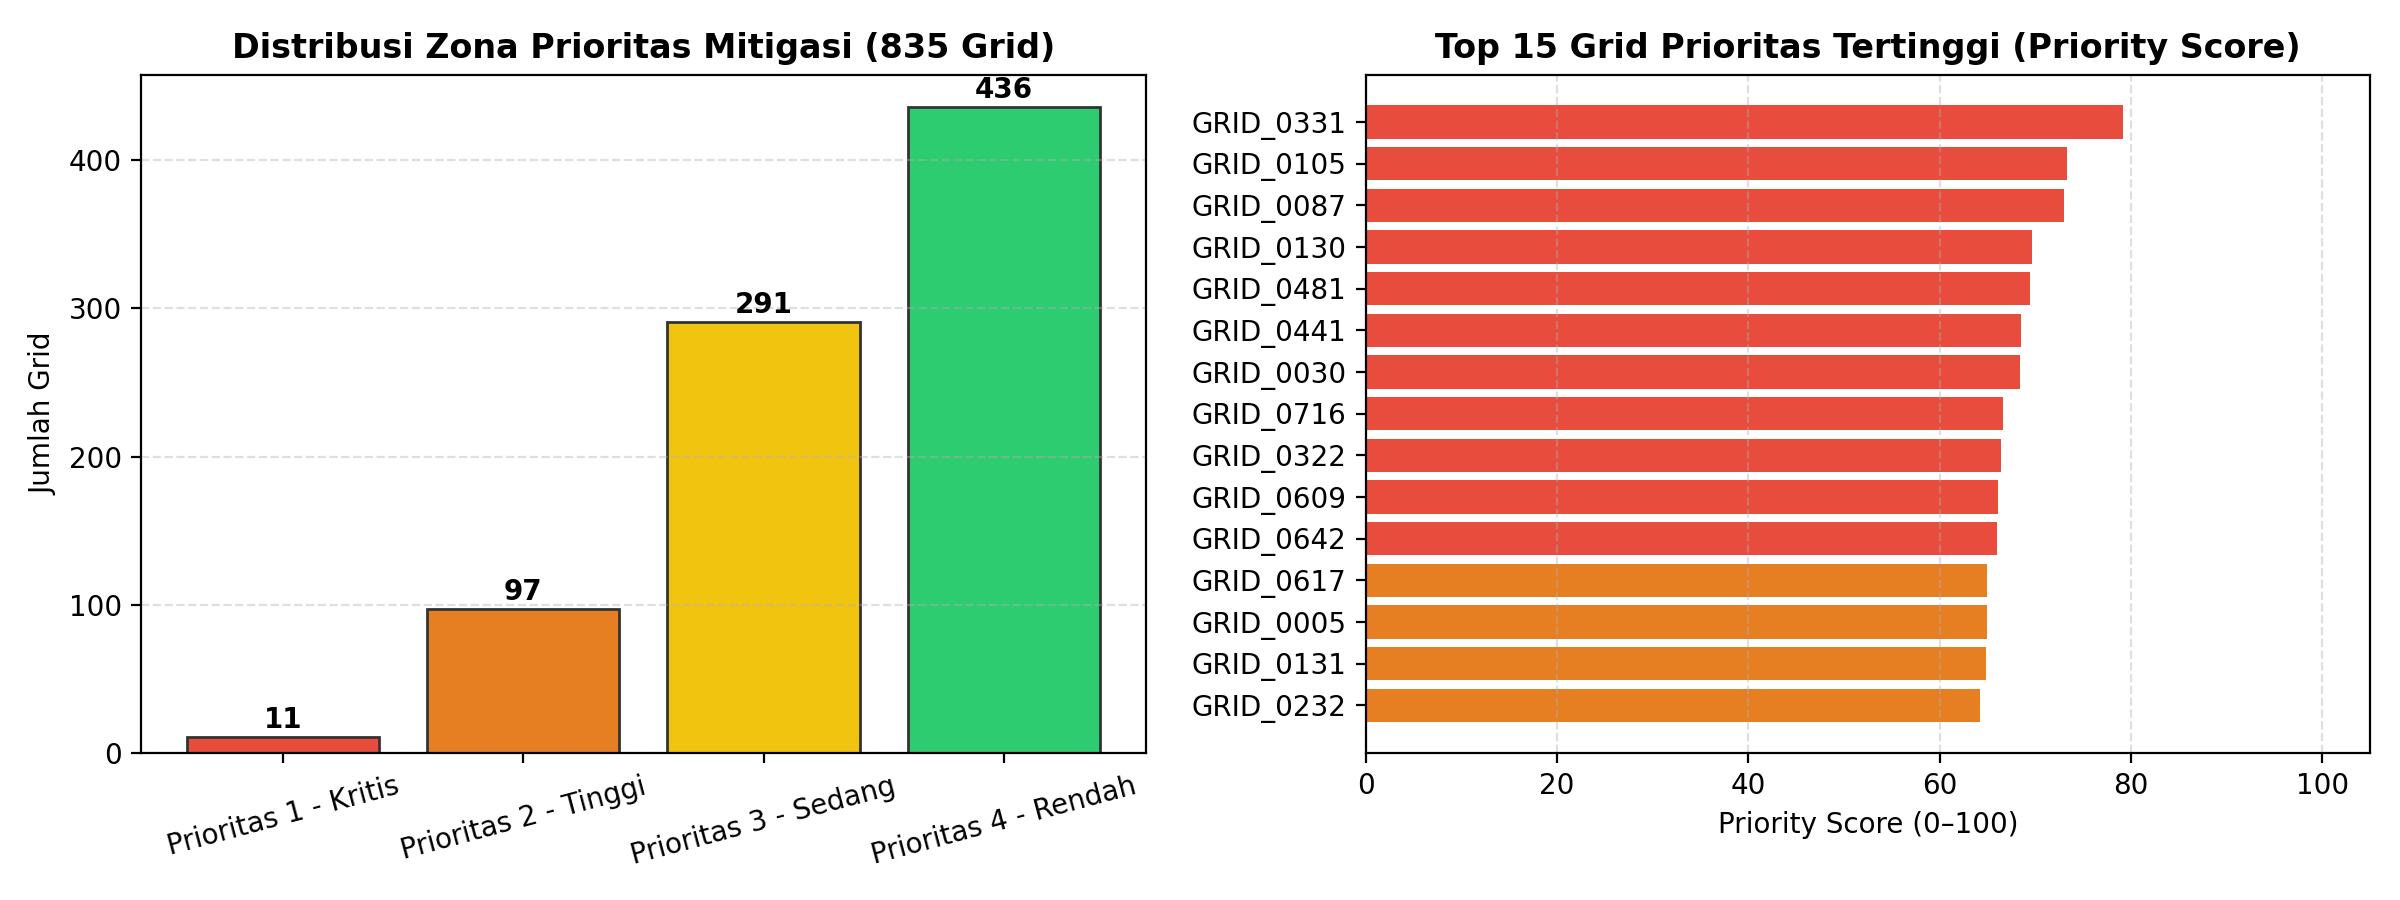 Distribusi Zona Prioritas Mitigasi (835 Grid)
Jumlah Grid
400
300
200
100
0
11
97
291
436
Prioritas 1 - Kritis
Prioritas 2 - Tinggi
Prioritas 3 - Sedang
Prioritas 4 - Rendah
Top 15 Grid Prioritas Tertinggi (Priority Score)
GRID_0331
GRID_0105
GRID_0087
GRID_0130
GRID_0481
GRID_0441
GRID_0030
GRID_0716
GRID_0322
GRID_0609
GRID_0642
GRID_0617
GRID_0005
GRID_0131
GRID_0232
0 20 40 60 80 100
Priority Score (0–100)